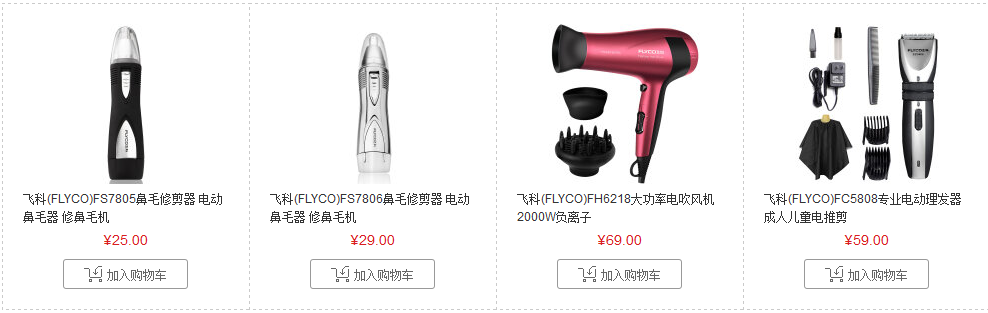 飞科(FLYCO)FS7805鼻毛修剪器 电动
鼻毛器 修鼻毛机
¥25.00
加入购物车
飞科(FLYCO)FS7806鼻毛修剪器 电动
鼻毛器 修鼻毛机
¥29.00
加入购物车
FLYCO
飞科(FLYCO)FH6218大功率电吹风机
2000W负离子
¥69.00
加入购物车
飞科(FLYCO)FC5808专业电动理发器
成人儿童电推剪
¥59.00
加入购物车